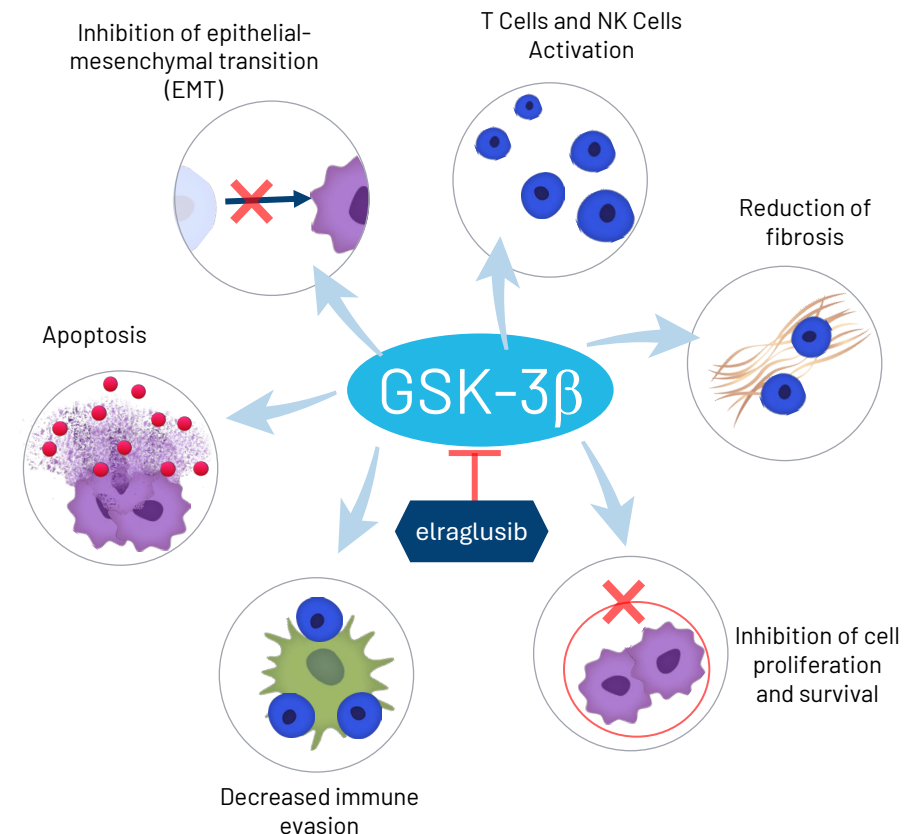 Inhibition of epithelial-
mesenchymal transition
(EMT)
T Cells and NK Cells
Activation
Reduction of
fibrosis
Apoptosis
GSK-3β
elraglusib
Inhibition of cell
proliferation
and survival
Decreased immune
evasion